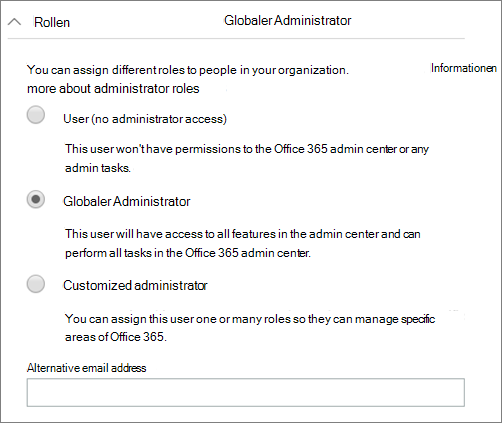 Rollen Globaler Administrator
You can assign different roles to people in your organization. Informationen
more about administrator roles
User (no administrator access)
This user won't have permissions to the Office 365 admin center or any
admin tasks.
Globaler Administrator
This user will have access to all features in the admin center and can
perform all tasks in the Office 365 admin center.
Customized administrator
You can assign this user one or many roles so they can manage specific
areas of Office 365.
Alternative email address